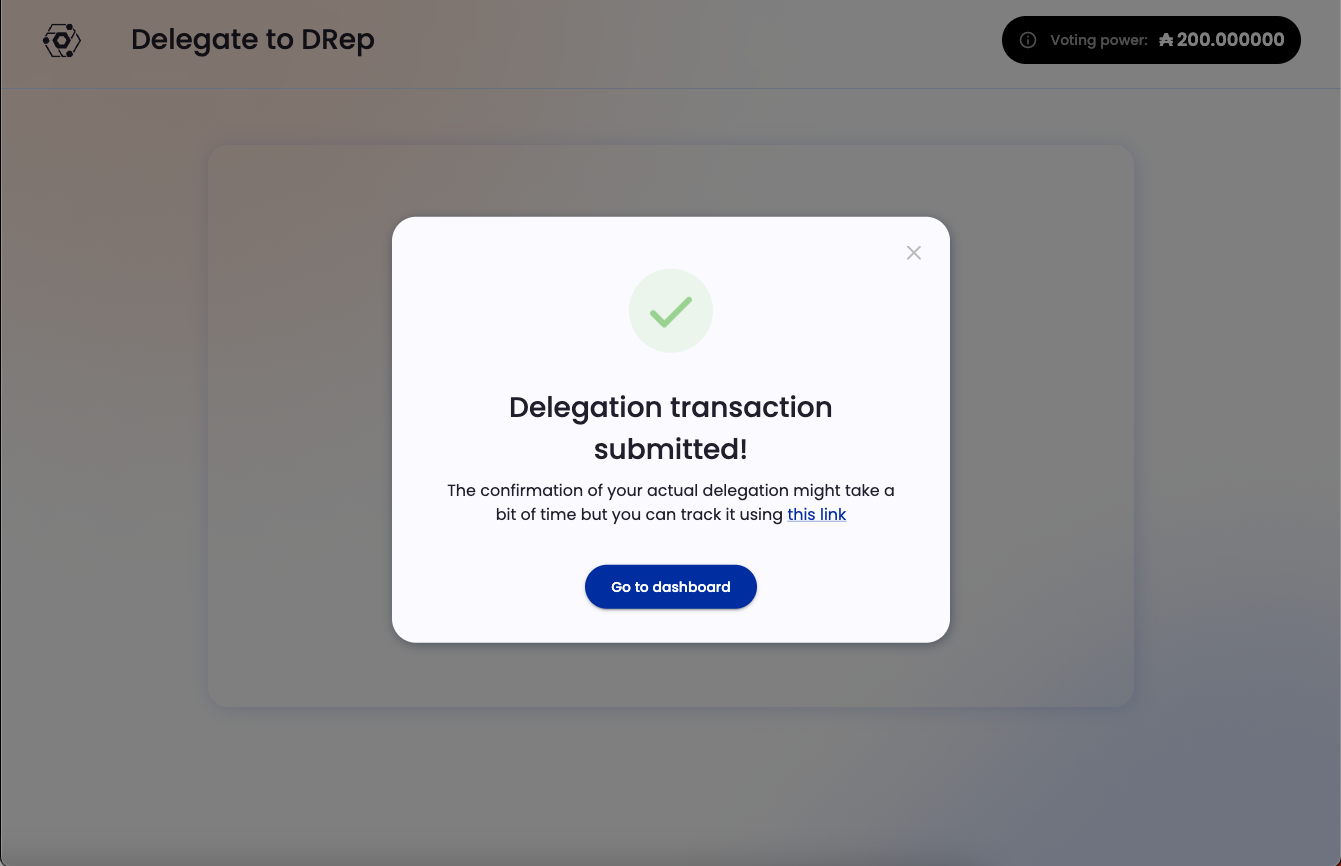 Delegate to DRep
Voting power: ₳ 200.000000
Delegation transaction
submitted!
The confirmation of your actual delegation might take a
bit of time but you can track it using this link
Go to dashboard